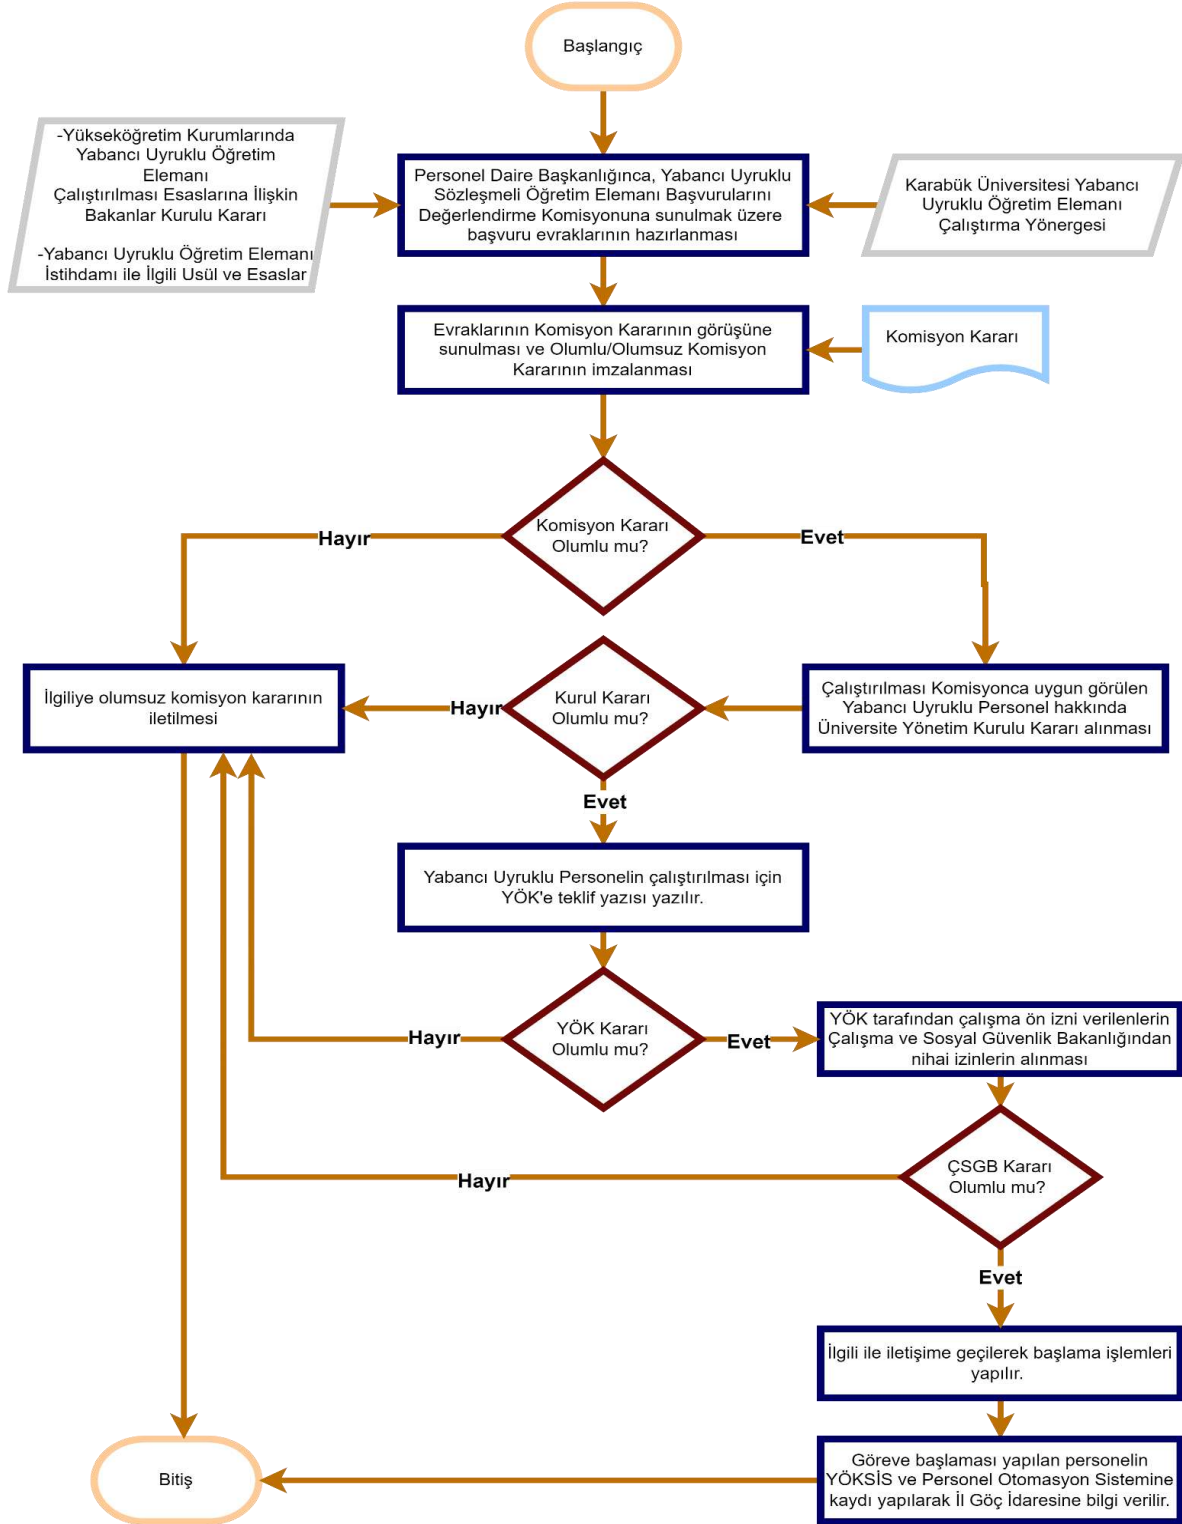 Başlangıç
-Yükseköğretim Kurumlarında
Yabancı Uyruklu Öğretim
Elemanı
Çalıştırılması Esaslarına İlişkin
Bakanlar Kurulu Kararı
-Yabancı Uyruklu Öğretim Elemanı
İstihdamı ile İlgili Usül ve Esaslar
Personel Daire Başkanlığınca, Yabancı Uyruklu
Sözleşmeli Öğretim Elemanı Başvurularını
Değerlendirme Komisyonuna sunulmak üzere
başvuru evraklarının hazırlanması
Karabük Üniversitesi Yabancı
Uyruklu Öğretim Elemanı
Çalıştırma Yönergesi
Evraklarının Komisyon Kararının görüşüne
sunulması ve Olumlu/Olumsuz Komisyon
Kararının imzalanması
Komisyon Kararı
Komisyon Kararı
Olumlu mu?
Hayır
Evet
İlgiliye olumsuz komisyon kararının
iletilmesi
Hayır
Kurul Kararı
Olumlu mu?
Çalıştırılması Komisyonca uygun görülen
Yabancı Uyruklu Personel hakkında
Üniversite Yönetim Kurulu Kararı alınması
Evet
Yabancı Uyruklu Personelin çalıştırılması için
YÖK'e teklif yazısı yazılır.
Hayır
YÖK Kararı
Olumlu mu?
Evet
YÖK tarafından çalışma ön izni verilenlerin
Çalışma ve Sosyal Güvenlik Bakanlığından
nihai izinlerin alınması
Hayır
ÇSGB Kararı
Olumlu mu?
Evet
İlgili ile iletişime geçilerek başlama işlemleri
yapılır.
Bitiş
Göreve başlaması yapılan personelin
YÖKSİS ve Personel Otomasyon Sistemine
kaydı yapılarak İl Göç İdaresine bilgi verilir.